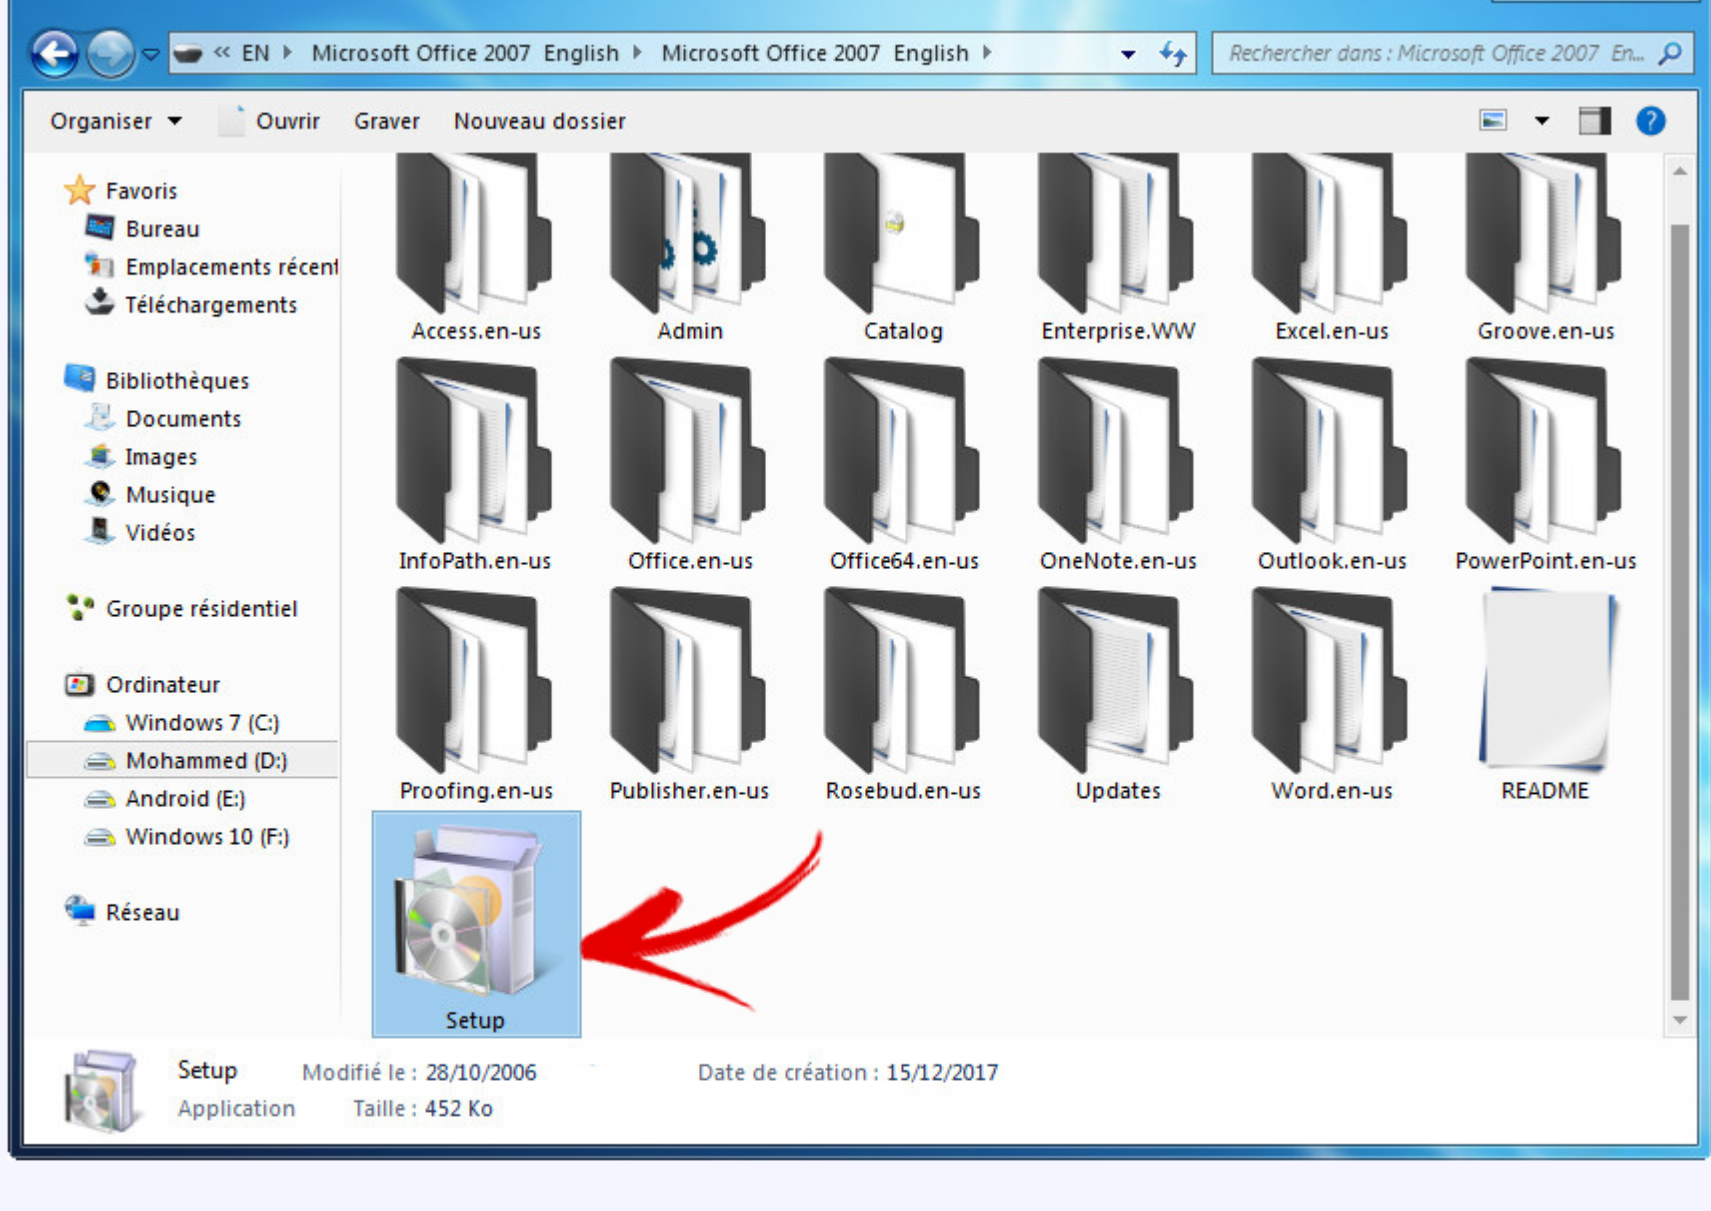 « EN Microsoft Office 2007 English Microsoft Office 2007 English
Rechercher dans : Microsoft Office 2007 En...
Organiser Ouvrir Graver Nouveau dossier
Favoris
Bureau
Emplacements récent
Téléchargements
Bibliothèques
Documents
Images
Musique
Vidéos
Groupe résidentiel
Ordinateur
Windows 7 (C:)
Mohammed (D:)
Android (E:)
Windows 10 (F:)
Réseau
Access.en-us Admin Catalog Enterprise.WW Excel.en-us Groove.en-us
InfoPath.en-us Office.en-us Office64.en-us OneNote.en-us Outlook.en-us PowerPoint.en-us
Proofing.en-us Publisher.en-us Rosebud.en-us Updates Word.en-us README
Setup
Setup Modifié le : 28/10/2006 Date de création : 15/12/2017
Application Taille : 452 Ko